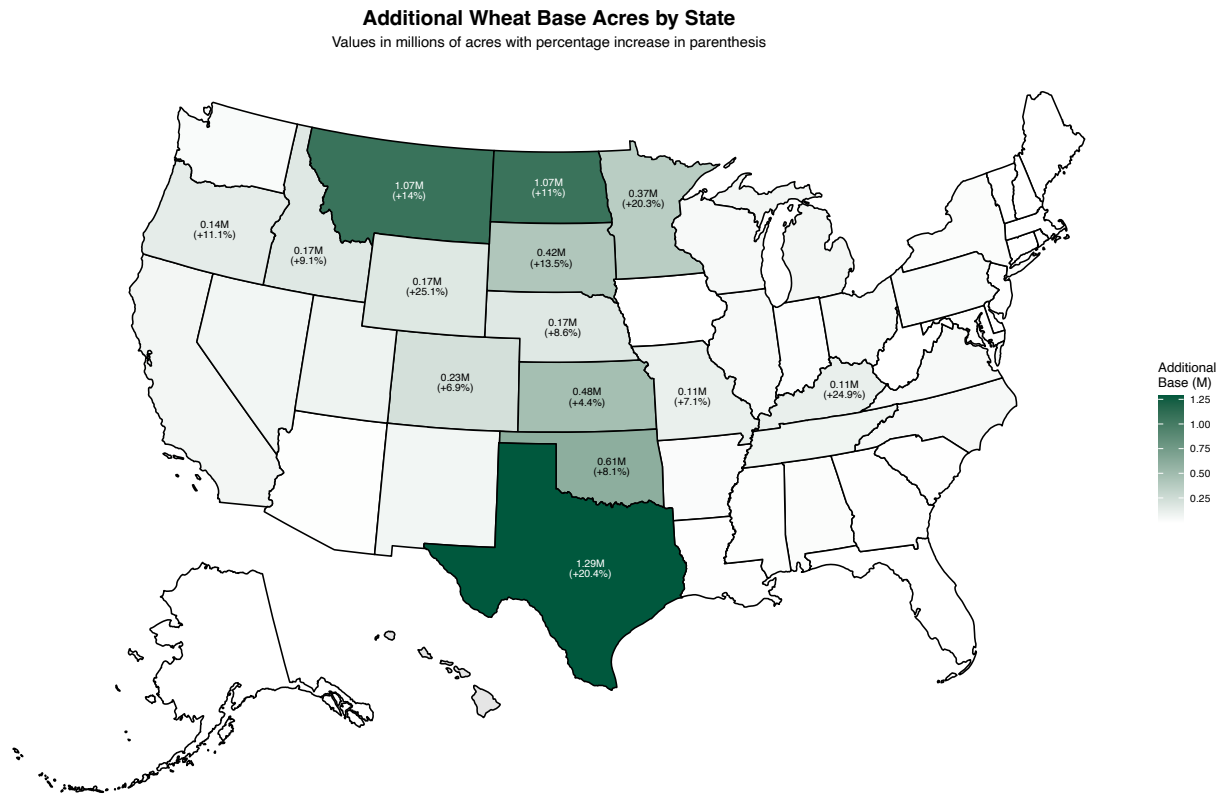 Additional Wheat Base Acres by State
Values in millions of acres with percentage increase in parenthesis
1.07M
(+14%)
1.07M
(+11%)
0.37M
(+20.3%)
0.14M
(+11.1%)
0.17M
(+9.1%)
0.42M
(+13.5%)
0.17M
(+25.1%)
0.17M
(+8.6%)
0.23M
(+6.9%)
0.48M
(+4.4%)
0.11M
(+7.1%)
0.11M
(+24.9%)
0.61M
(+8.1%)
1.29M
(+20.4%)
Additional
Base (M)
1.25
1.00
0.75
0.50
0.25